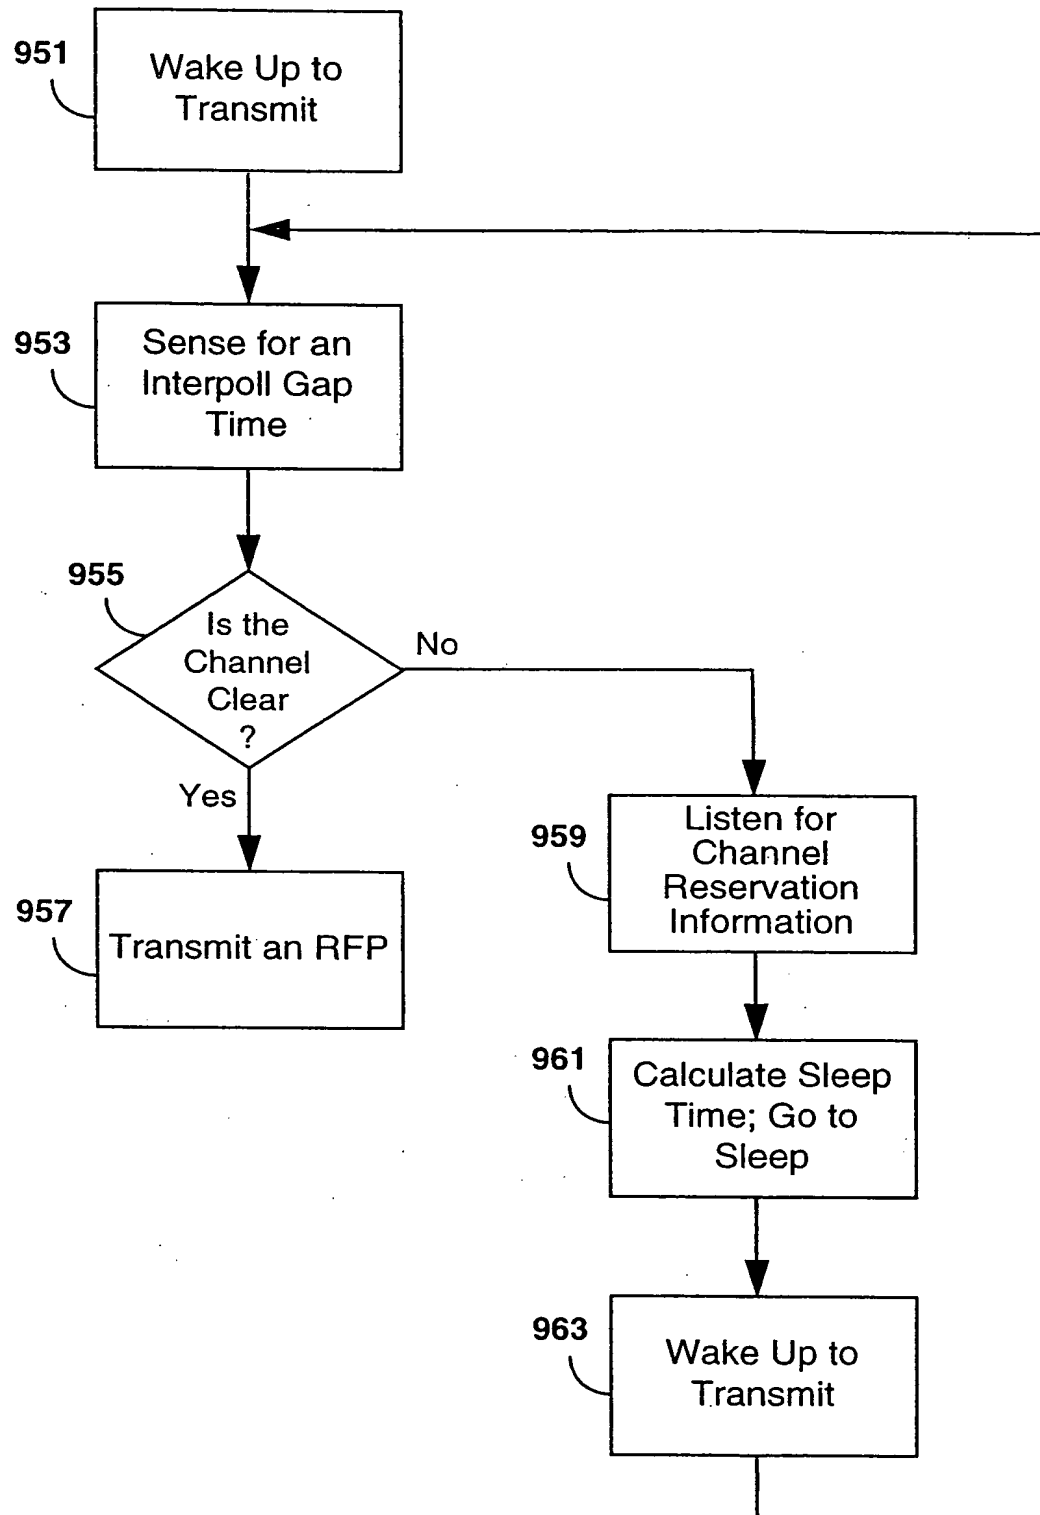 951
Wake Up to
Transmit
953
Sense for an
Interpoll Gap
Time
955
Is the
Channel
Clear
?
No
Yes
957
Transmit an RFP
959
Listen for
Channel
Reservation
Information
961
Calculate Sleep
Time; Go to
Sleep
963
Wake Up to
Transmit